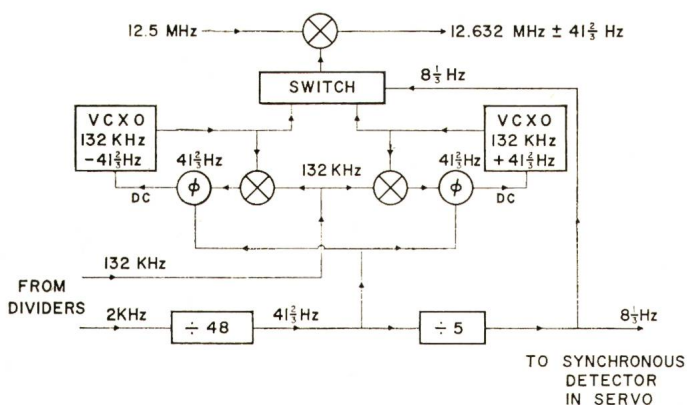 12.5 MHz
12.632 MHz ± 41⅔ Hz
SWITCH
8⅓ Hz
VCXO
132 KHz
-41⅔Hz
41⅔Hz
132 KHz
41⅔Hz
VCXO
132 KHz
+41⅔Hz
DC
ϕ
ϕ
DC
132 KHz
FROM
DIVIDERS
2KHz
÷ 48
41⅔Hz
÷ 5
8⅓Hz
TO SYNCHRONOUS
DETECTOR
IN SERVO